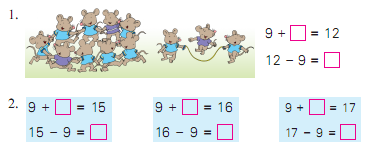 1.
9 + □ = 12
12 − 9 = □
2.
9 + □ = 15 9 + □ = 16 9 + □ = 17
15 − 9 = □ 16 − 9 = □ 17 − 9 = □